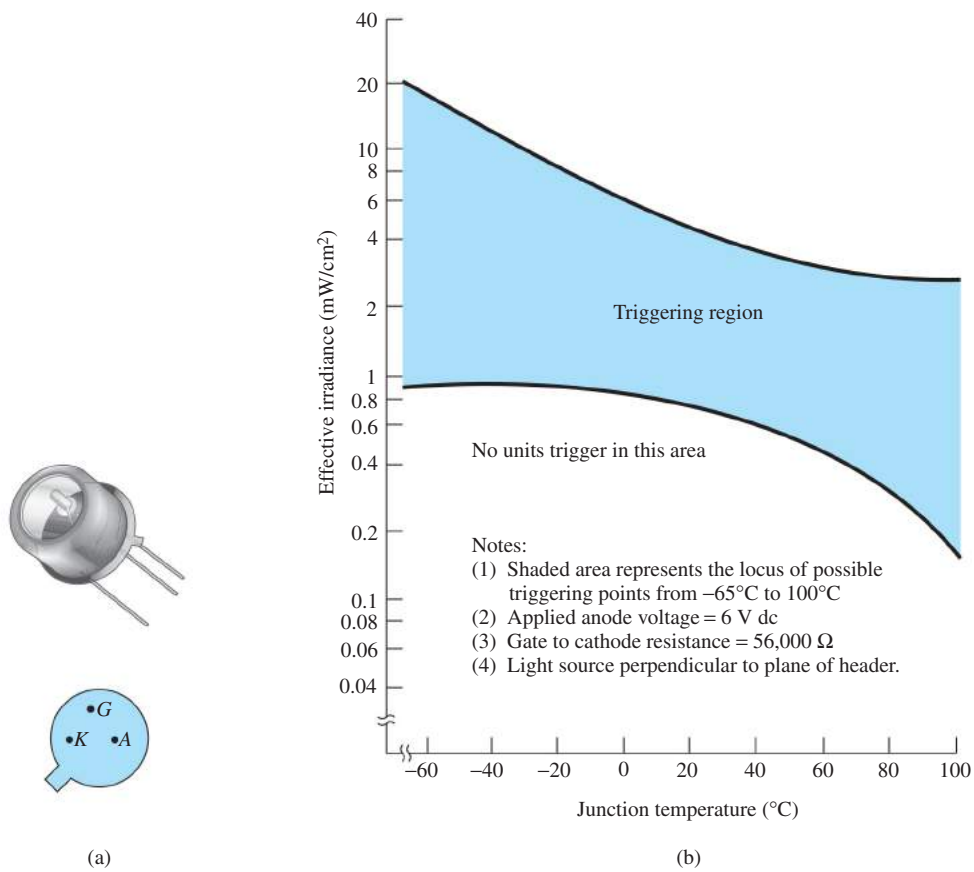 40
20
10
8
6
4
2
1
0.8
0.6
0.4
0.2
0.1
0.08
0.06
0.04
Effective irradiance (mW/cm²)
Triggering region
No units trigger in this area
Notes:
(1) Shaded area represents the locus of possible
triggering points from –65°C to 100°C
(2) Applied anode voltage = 6 V dc
(3) Gate to cathode resistance = 56,000 Ω
(4) Light source perpendicular to plane of header.
–60 –40 –20 0 20 40 60 80 100
Junction temperature (°C)
G
K A
(a) (b)